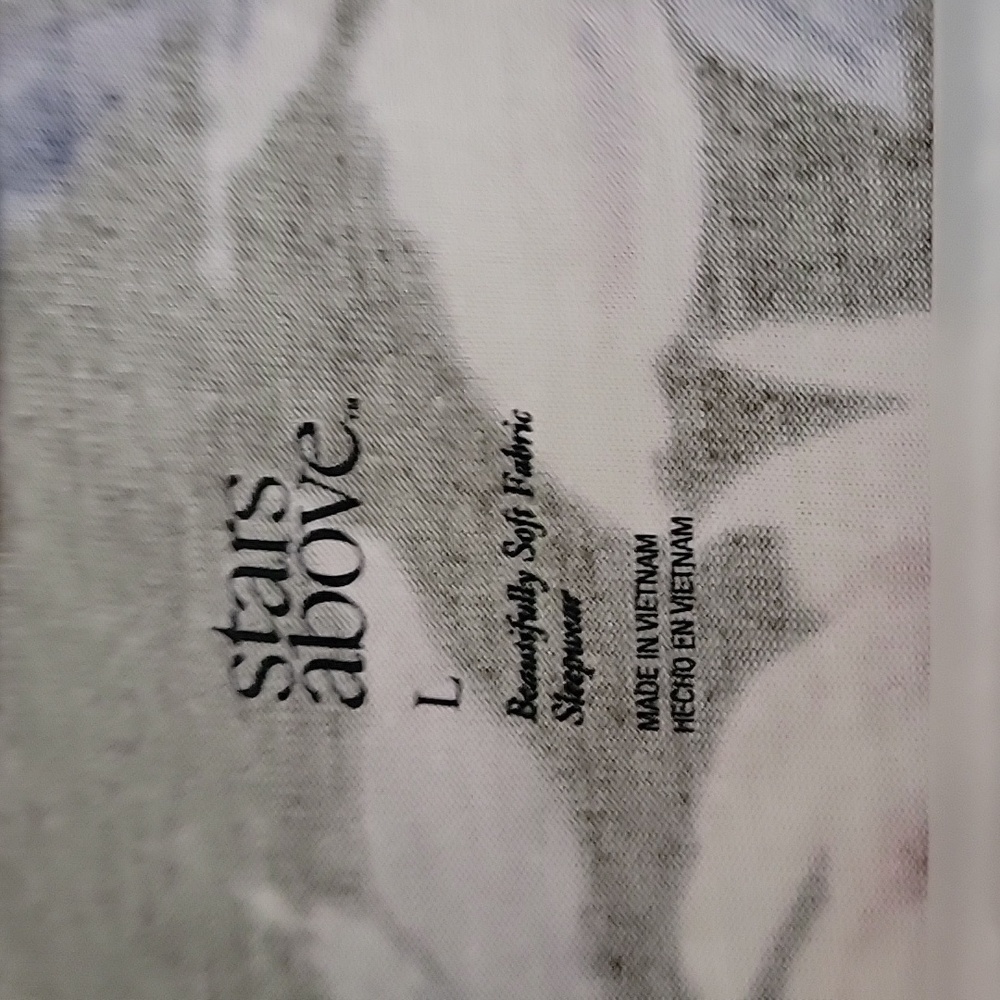 stars
above™
L
Beautifully Soft Fabric
Sleepwear
MADE IN VIETNAM
HECHO EN VIETNAM